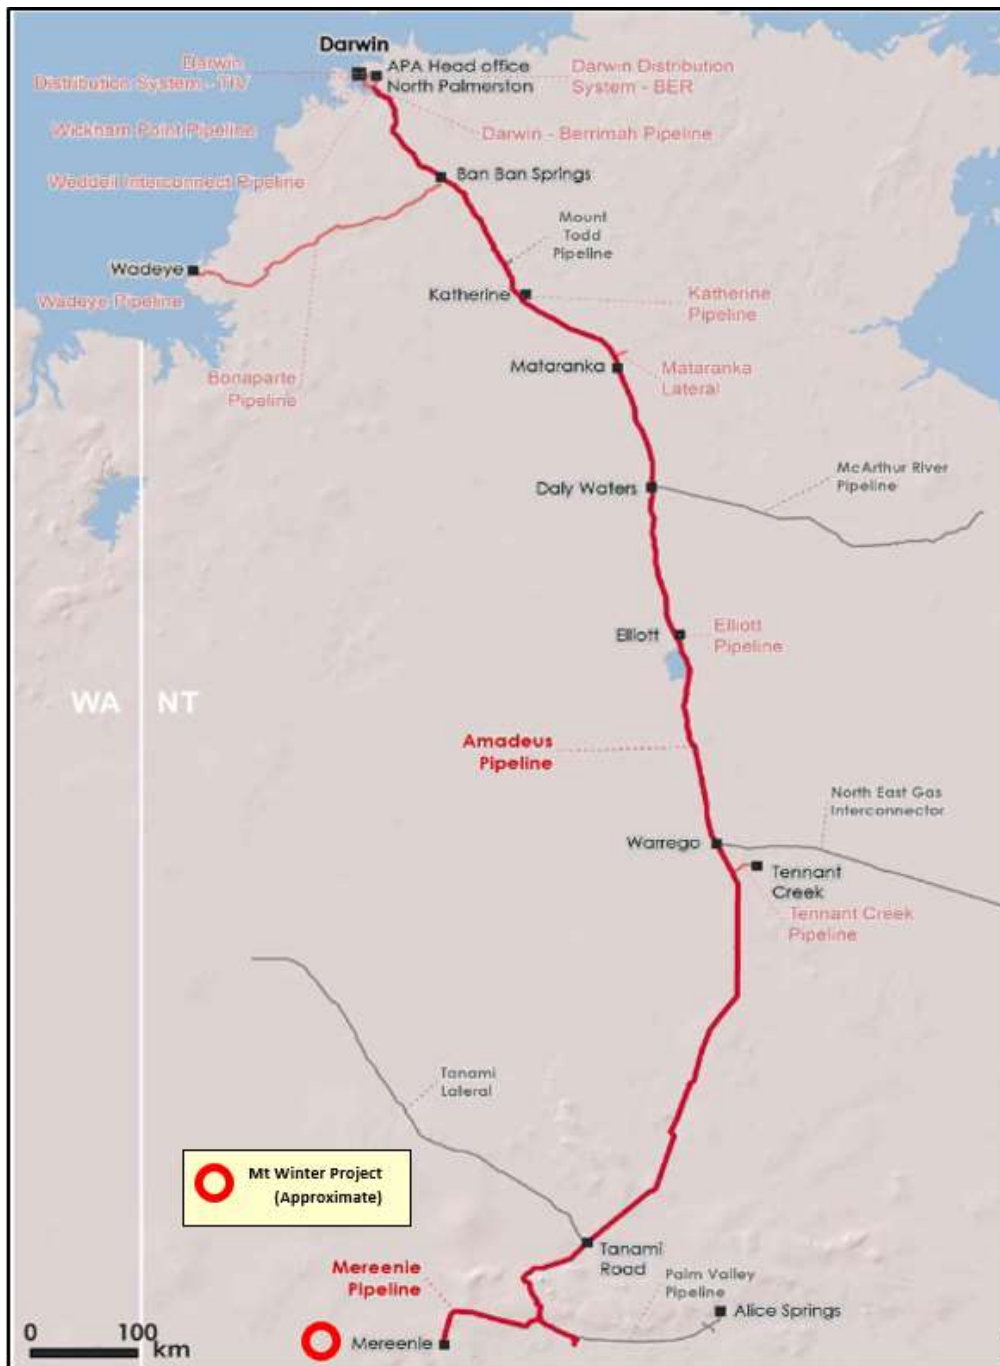 Darwin
Darwin
Distribution System - TIV
APA Head office
North Palmerston
Darwin Distribution
System - BER
Wickham Point Pipeline
Darwin - Berrimah Pipeline
Weddell Interconnect Pipeline
Ban Ban Springs
Mount
Todd
Pipeline
Wadeye
Wadeye Pipeline
Katherine
Katherine
Pipeline
Bonaparte
Pipeline
Mataranka
Mataranka
Lateral
McArthur River
Pipeline
Daly Waters
Elliott
Elliott
Pipeline
WA NT
Amadeus
Pipeline
North East Gas
Interconnector
Warrego
Tennant
Creek
Tennant Creek
Pipeline
Tanami
Lateral
Mt Winter Project
(Approximate)
Tanami
Road
Mereenie
Pipeline
Palm Valley
Pipeline
Alice Springs
Mereenie
0 100
km